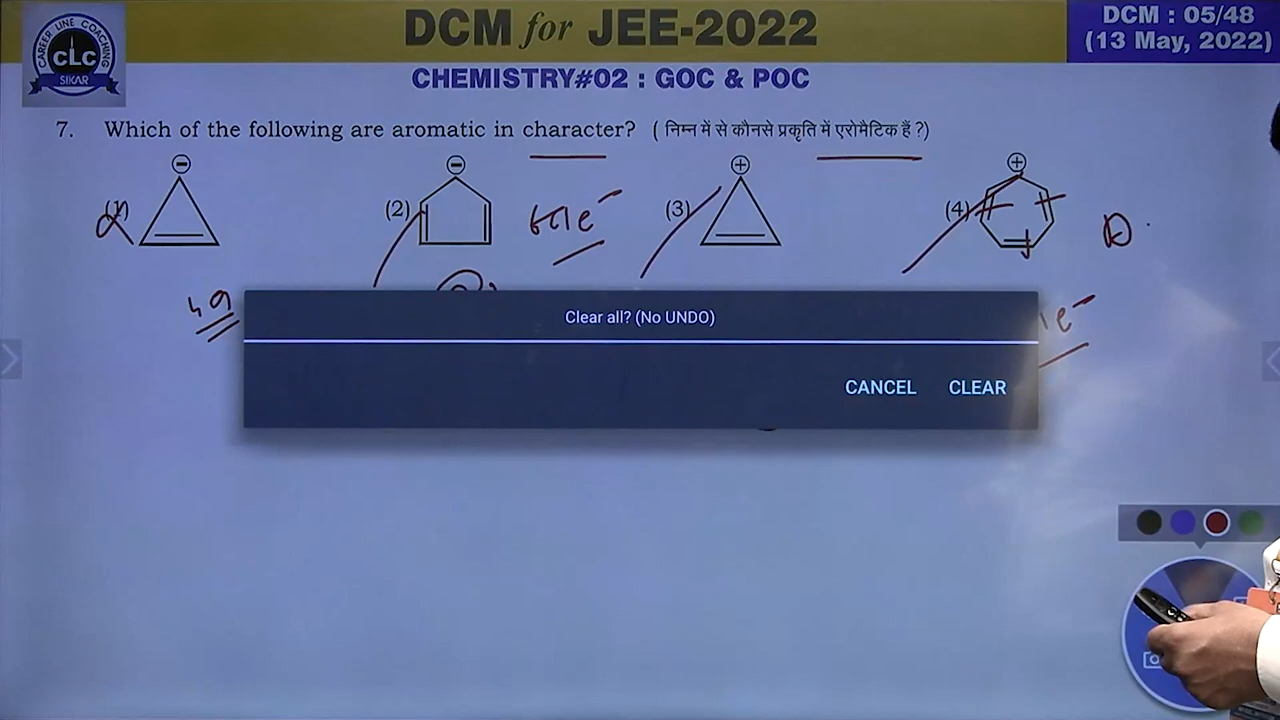 DCM for JEE-2022
DCM : 05/48
(13 May, 2022)
CAREER LINE COACHING
CLC
SIKAR
CHEMISTRY#02 : GOC & POC
7. Which of the following are aromatic in character? ( निम्न में से कौनसे प्रकृति में एरोमैटिक हैं ?)
(1)
(2)
(3)
(4)
e⁻
D
e⁻
Clear all? (No UNDO)
CANCEL CLEAR